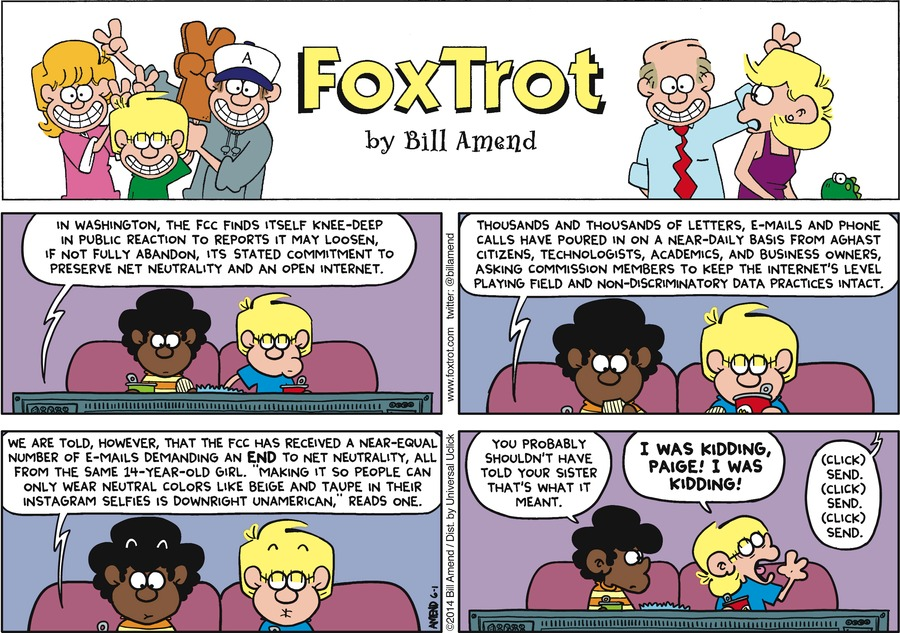 A
FOXTROT
by Bill Amend
IN WASHINGTON, THE FCC FINDS ITSELF KNEE-DEEP
IN PUBLIC REACTION TO REPORTS IT MAY LOOSEN,
IF NOT FULLY ABANDON, ITS STATED COMMITMENT TO
PRESERVE NET NEUTRALITY AND AN OPEN INTERNET.
www.foxtrot.com twitter: @billamend
THOUSANDS AND THOUSANDS OF LETTERS, E-MAILS AND PHONE
CALLS HAVE POURED IN ON A NEAR-DAILY BASIS FROM AGHAST
CITIZENS, TECHNOLOGISTS, ACADEMICS, AND BUSINESS OWNERS,
ASKING COMMISSION MEMBERS TO KEEP THE INTERNET'S LEVEL
PLAYING FIELD AND NON-DISCRIMINATORY DATA PRACTICES INTACT.
WE ARE TOLD, HOWEVER, THAT THE FCC HAS RECEIVED A NEAR-EQUAL
NUMBER OF E-MAILS DEMANDING AN END TO NET NEUTRALITY, ALL
FROM THE SAME 14-YEAR-OLD GIRL. "MAKING IT SO PEOPLE CAN
ONLY WEAR NEUTRAL COLORS LIKE BEIGE AND TAUPE IN THEIR
INSTAGRAM SELFIES IS DOWNRIGHT UNAMERICAN," READS ONE.
AMEND 6-1
©2014 Bill Amend / Dist. by Universal Uclick
YOU PROBABLY
SHOULDN'T HAVE
TOLD YOUR SISTER
THAT'S WHAT IT
MEANT.
I WAS KIDDING,
PAIGE! I WAS
KIDDING!
(CLICK)
SEND.
(CLICK)
SEND.
(CLICK)
SEND.